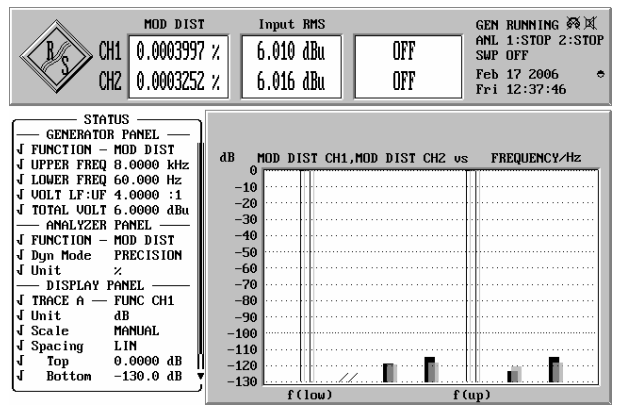 MOD DIST Input RMS
R&S CH1 0.0003997 % 6.010 dBu OFF
CH2 0.0003252 % 6.016 dBu OFF
GEN RUNNING
ANL 1:STOP 2:STOP
SWP OFF
Feb 17 2006
Fri 12:37:46
STATUS
GENERATOR PANEL
√ FUNCTION - MOD DIST
√ UPPER FREQ 8.0000 kHz
√ LOWER FREQ 60.000 Hz
√ VOLT LF:UF 4.0000 :1
√ TOTAL VOLT 6.0000 dBu
ANALYZER PANEL
√ FUNCTION - MOD DIST
√ Dyn Mode PRECISION
√ Unit %
DISPLAY PANEL
√ TRACE A — FUNC CH1
√ Unit dB
√ Scale MANUAL
√ Spacing LIN
√ Top 0.0000 dB
√ Bottom -130.0 dB
dB MOD DIST CH1,MOD DIST CH2 vs FREQUENCY/Hz
0
-10
-20
-30
-40
-50
-60
-70
-80
-90
-100
-110
-120
-130
f(low) f(up)